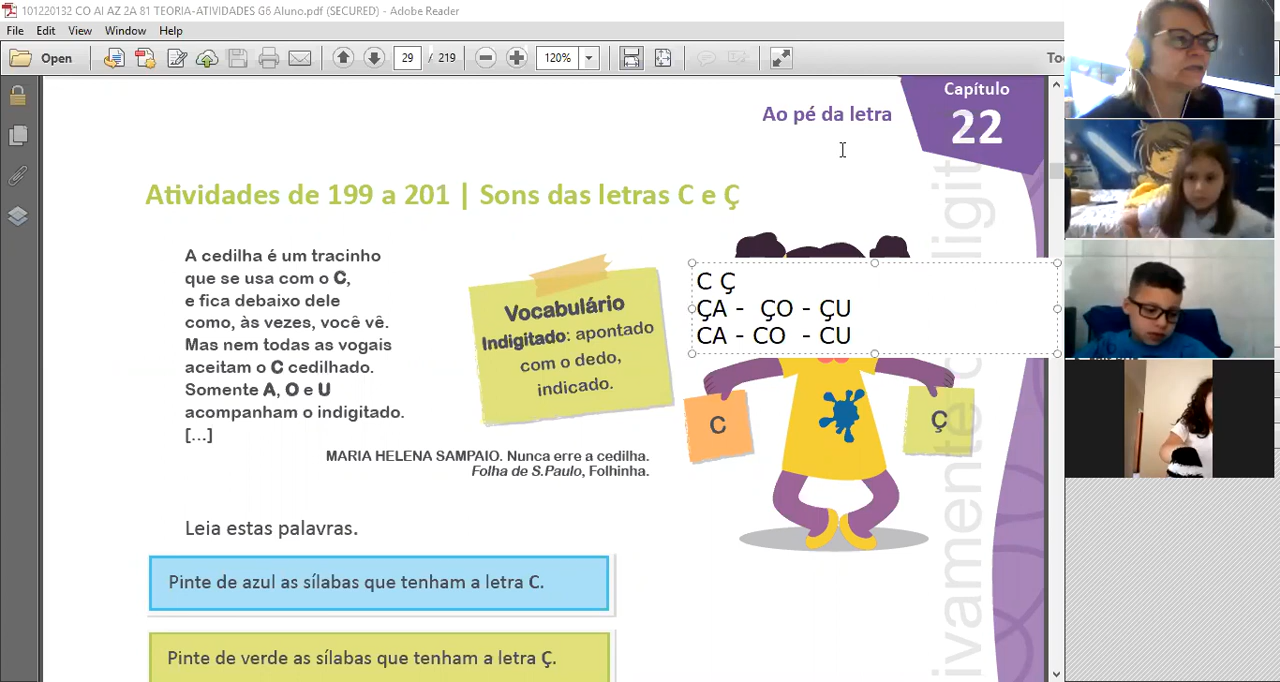 101220132 CO AI AZ 2A 81 TEORIA-ATIVIDADES G6 Aluno.pdf (SECURED) - Adobe Reader
File Edit View Window Help
Open 29 / 219 120% To
Ao pé da letra
Capítulo
22
Atividades de 199 a 201 | Sons das letras C e Ç
A cedilha é um tracinho
que se usa com o C,
e fica debaixo dele
como, às vezes, você vê.
Mas nem todas as vogais
aceitam o C cedilhado.
Somente A, O e U
acompanham o indigitado.
[...]
MARIA HELENA SAMPAIO. Nunca erre a cedilha.
Folha de S.Paulo, Folhinha.
Vocabulário
Indigitado: apontado
com o dedo,
indicado.
C Ç
ÇA - ÇO - ÇU
CA - CO - CU
C
Ç
Leia estas palavras.
Pinte de azul as sílabas que tenham a letra C.
Pinte de verde as sílabas que tenham a letra Ç.